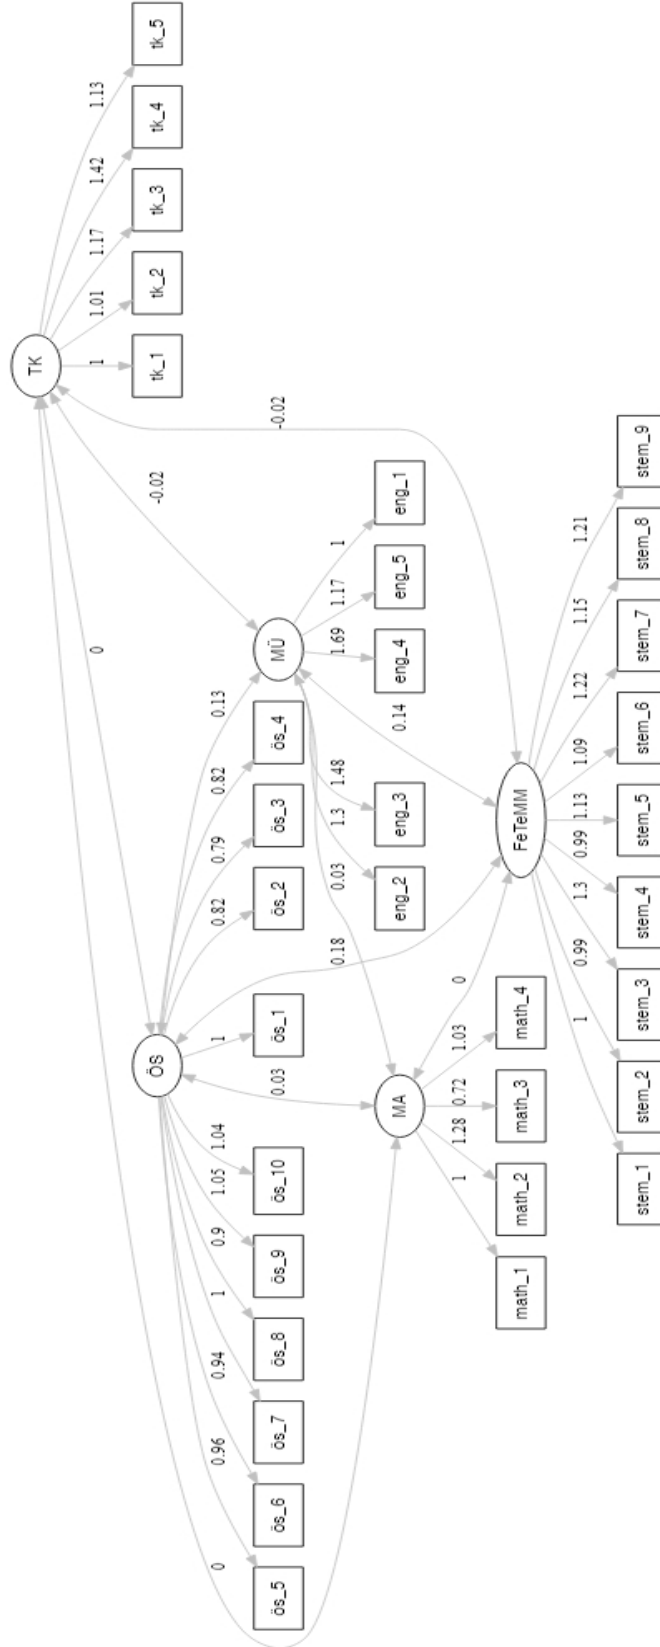 TK
1
1.01
1.17
1.42
1.13
tk_1
tk_2
tk_3
tk_4
tk_5
0
0
-0.02
-0.02
ÖS
0.96
0.94
1
0.9
1.05
1.04
1
0.82
0.79
0.82
0.13
ös_5
ös_6
ös_7
ös_8
ös_9
ös_10
ös_1
ös_2
ös_3
ös_4
MÜ
0.03
0.18
0.03
1.3
1.48
0.14
1.69
1.17
1
eng_2
eng_3
eng_4
eng_5
eng_1
MA
1
1.28
0.72
1.03
0
math_1
math_2
math_3
math_4
FeTeMM
1
0.99
1.3
0.99
1.13
1.09
1.22
1.15
1.21
stem_1
stem_2
stem_3
stem_4
stem_5
stem_6
stem_7
stem_8
stem_9